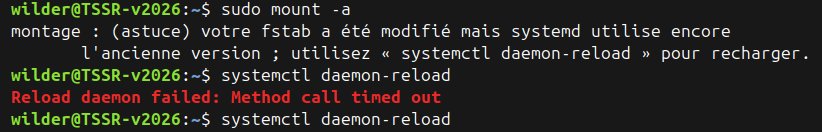 wilder@TSSR-v2026:~$ sudo mount -a
montage : (astuce) votre fstab a été modifié mais systemd utilise encore
l'ancienne version ; utilisez « systemctl daemon-reload » pour recharger.
wilder@TSSR-v2026:~$ systemctl daemon-reload
Reload daemon failed: Method call timed out
wilder@TSSR-v2026:~$ systemctl daemon-reload